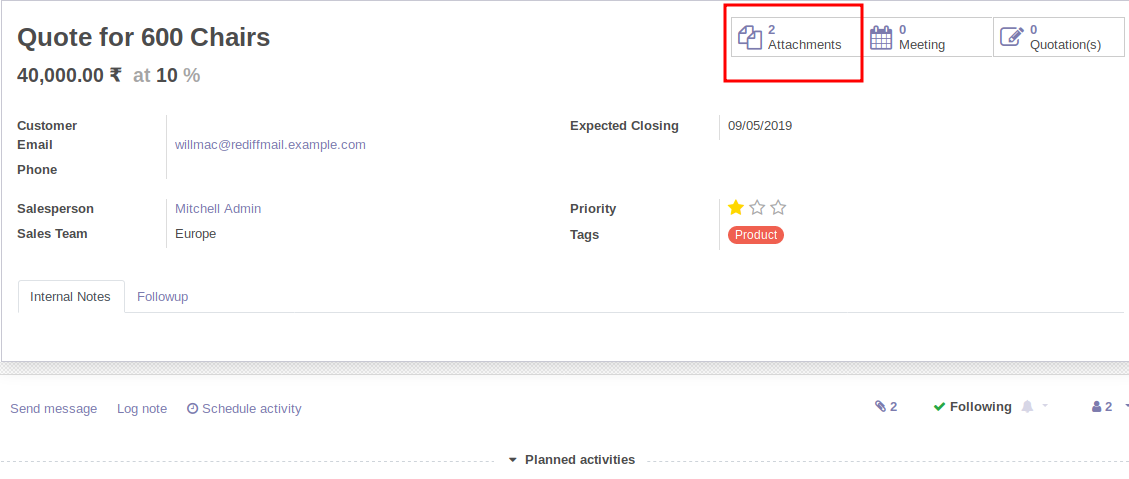 Quote for 600 Chairs
40,000.00 ₹ at 10 %
2
Attachments
0
Meeting
0
Quotation(s)
Customer
Email willmac@rediffmail.example.com
Phone
Expected Closing 09/05/2019
Salesperson Mitchell Admin
Sales Team Europe
Priority
Tags Product
Internal Notes Followup
Send message Log note Schedule activity 2 Following 2
Planned activities